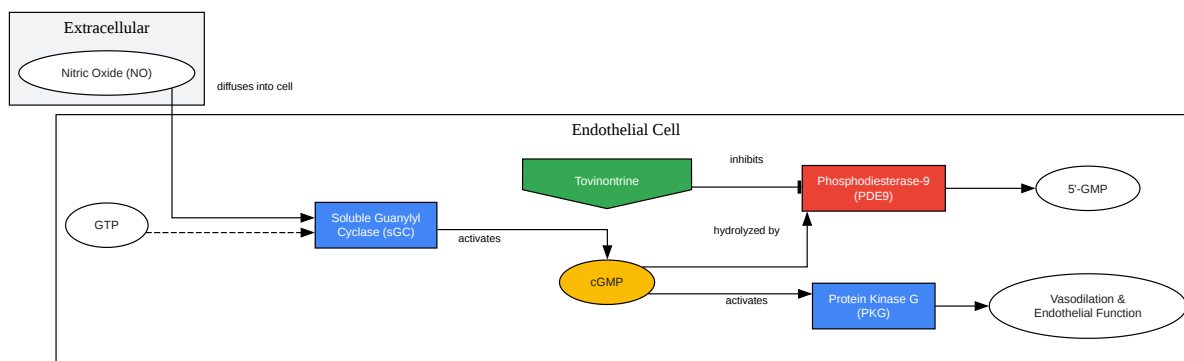 Extracellular
Nitric Oxide (NO)
diffuses into cell
Endothelial Cell
inhibits
Tovinontrine
Phosphodiesterase-9
(PDE9)
5'-GMP
GTP
Soluble Guanylyl
Cyclase (sGC)
activates
hydrolyzed by
cGMP
activates
Protein Kinase G
(PKG)
Vasodilation &
Endothelial Function